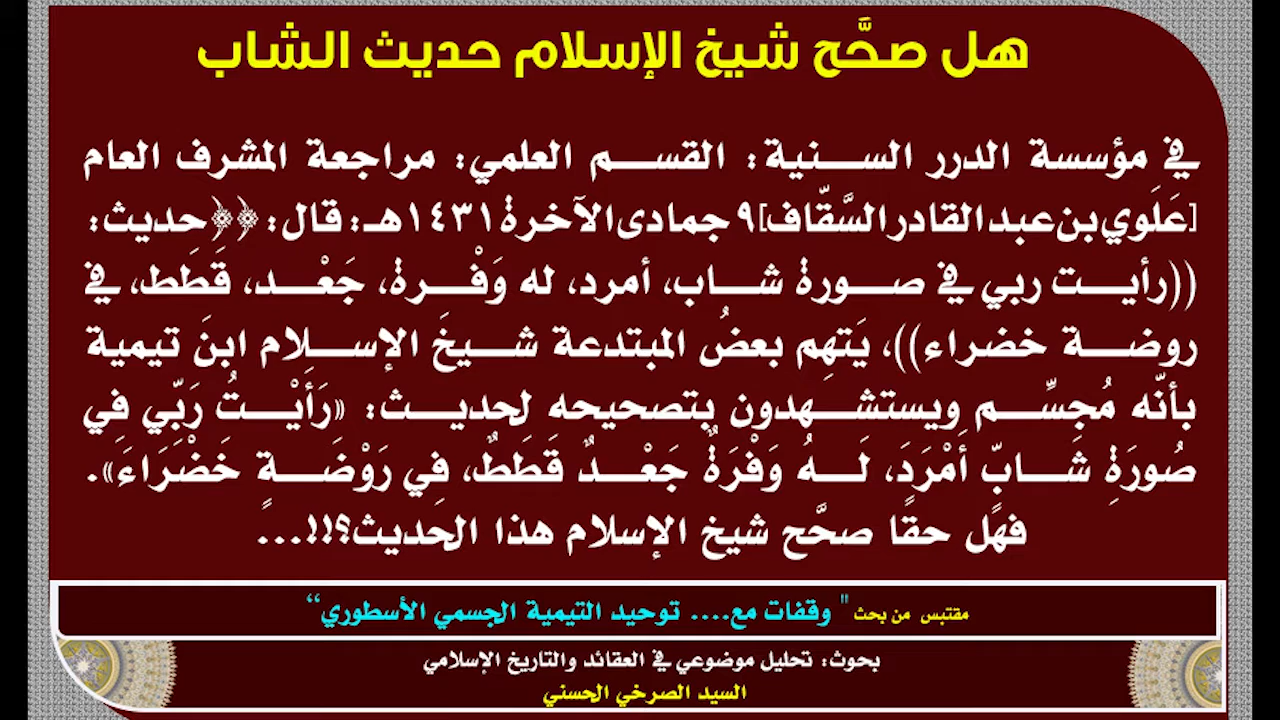 هل صحَّح شيخ الإسلام حديث الشاب
في مؤسسة الدرر السنية: القسم العلمي: مراجعة المشرف العام
[عَلَوي بن عبد القادر السَّقّاف] ٩ جمادى الآخرة ١٤٣١هـ: قال: ﴿﴿حديث:
((رأيت ربي في صورة شاب، أمرد، له وَفْرة، جَعْد، قَطَط، في
روضة خضراء))، يَتهِم بعضُ المبتدعة شيخَ الإسلام ابنَ تيمية
بأنّه مُجسِّم ويستشهدون بتصحيحه لحديث: «رَأَيْتُ رَبّي في
صُورَةِ شَابٍّ أَمْرَدَ، لَهُ وَفْرَةٌ جَعْدٌ قَطَطٌ، فِي رَوْضَةٍ خَضْرَاءَ».
فهل حقًا صحَّح شيخ الإسلام هذا الحديث؟!!...
مقتبس من بحث " وقفات مع.... توحيد التيمية الجسمي الأسطوري“
بحوث: تحليل موضوعي في العقائد والتاريخ الإسلامي
السيد الصرخي الحسني